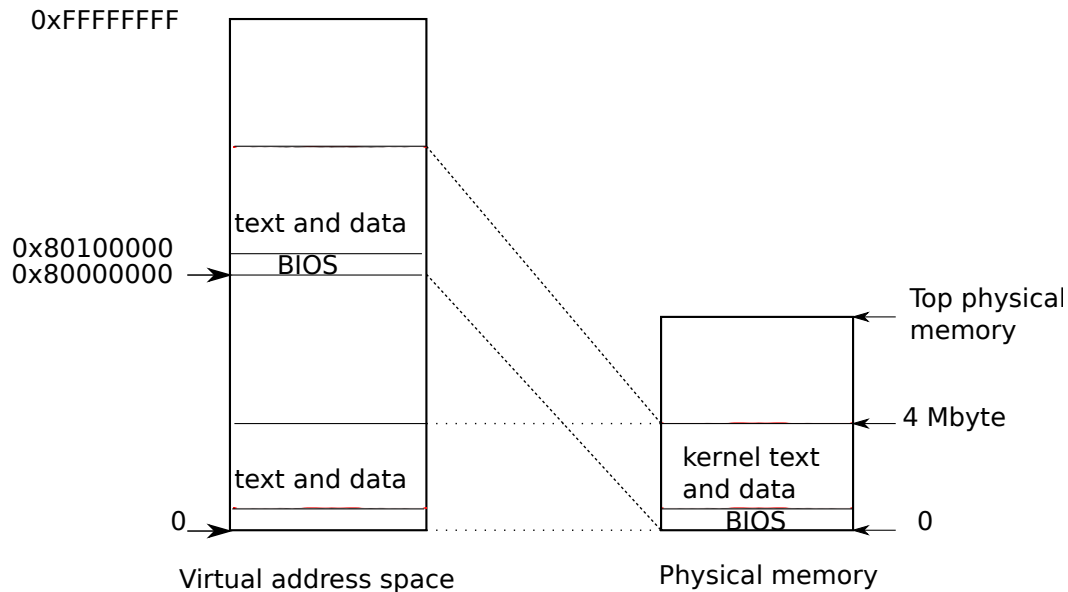 0xFFFFFFFF
text and data
0x80100000
BIOS
0x80000000
Top physical
memory
4 Mbyte
kernel text
and data
text and data
BIOS
0
0
Virtual address space
Physical memory